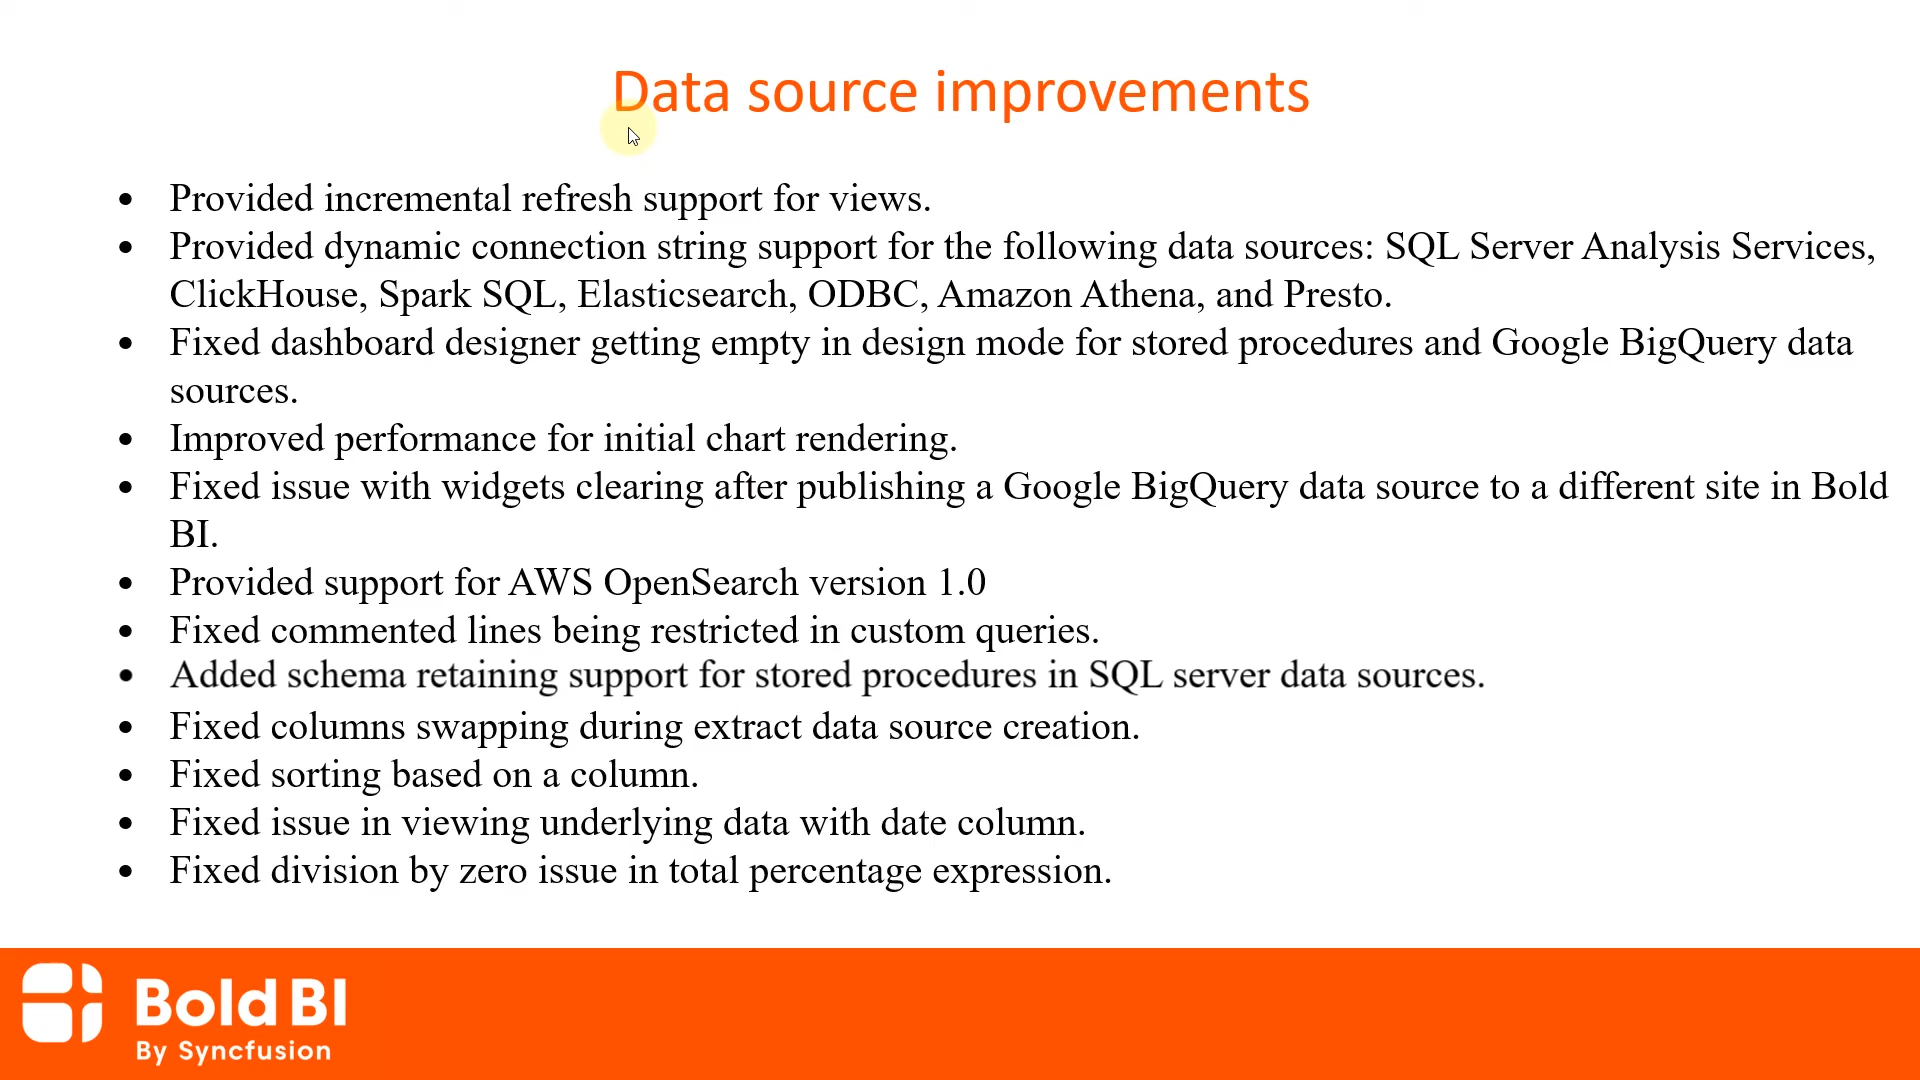 Data source improvements
• Provided incremental refresh support for views.
• Provided dynamic connection string support for the following data sources: SQL Server Analysis Services,
ClickHouse, Spark SQL, Elasticsearch, ODBC, Amazon Athena, and Presto.
• Fixed dashboard designer getting empty in design mode for stored procedures and Google BigQuery data
sources.
• Improved performance for initial chart rendering.
• Fixed issue with widgets clearing after publishing a Google BigQuery data source to a different site in Bold
BI.
• Provided support for AWS OpenSearch version 1.0
• Fixed commented lines being restricted in custom queries.
• Added schema retaining support for stored procedures in SQL server data sources.
• Fixed columns swapping during extract data source creation.
• Fixed sorting based on a column.
• Fixed issue in viewing underlying data with date column.
• Fixed division by zero issue in total percentage expression.
Bold BI
By Syncfusion